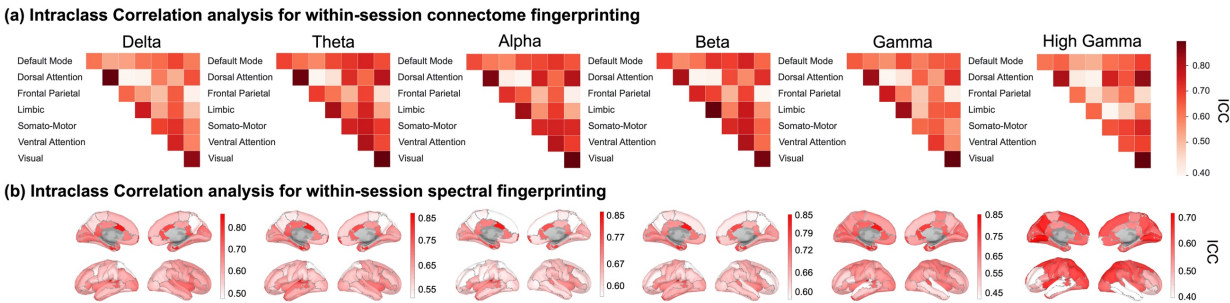 (a) Intraclass Correlation analysis for within-session connectome fingerprinting
Delta Theta Alpha Beta Gamma High Gamma
Default Mode Default Mode Default Mode Default Mode Default Mode Default Mode
Dorsal Attention Dorsal Attention Dorsal Attention Dorsal Attention Dorsal Attention Dorsal Attention
Frontal Parietal Frontal Parietal Frontal Parietal Frontal Parietal Frontal Parietal Frontal Parietal
Limbic Limbic Limbic Limbic Limbic Limbic
Somato-Motor Somato-Motor Somato-Motor Somato-Motor Somato-Motor Somato-Motor
Ventral Attention Ventral Attention Ventral Attention Ventral Attention Ventral Attention Ventral Attention
Visual Visual Visual Visual Visual Visual
0.80
0.70
0.60
0.50
0.40
ICC
(b) Intraclass Correlation analysis for within-session spectral fingerprinting
0.80
0.70
0.60
0.50
0.85
0.75
0.65
0.55
0.85
0.78
0.71
0.66
0.60
0.85
0.79
0.72
0.66
0.60
0.85
0.75
0.65
0.55
0.45
0.70
0.60
0.50
0.40
ICC